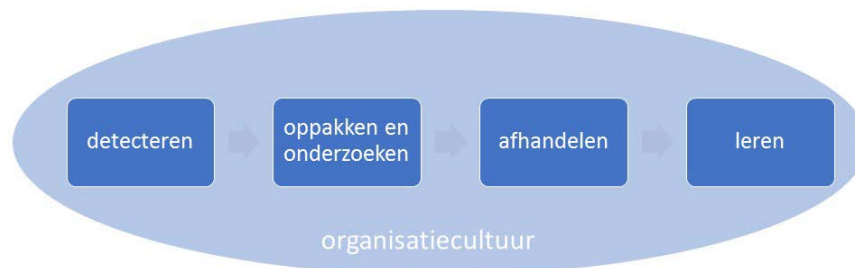 detecteren
oppakken en
onderzoeken
afhandelen
leren
organisatiecultuur